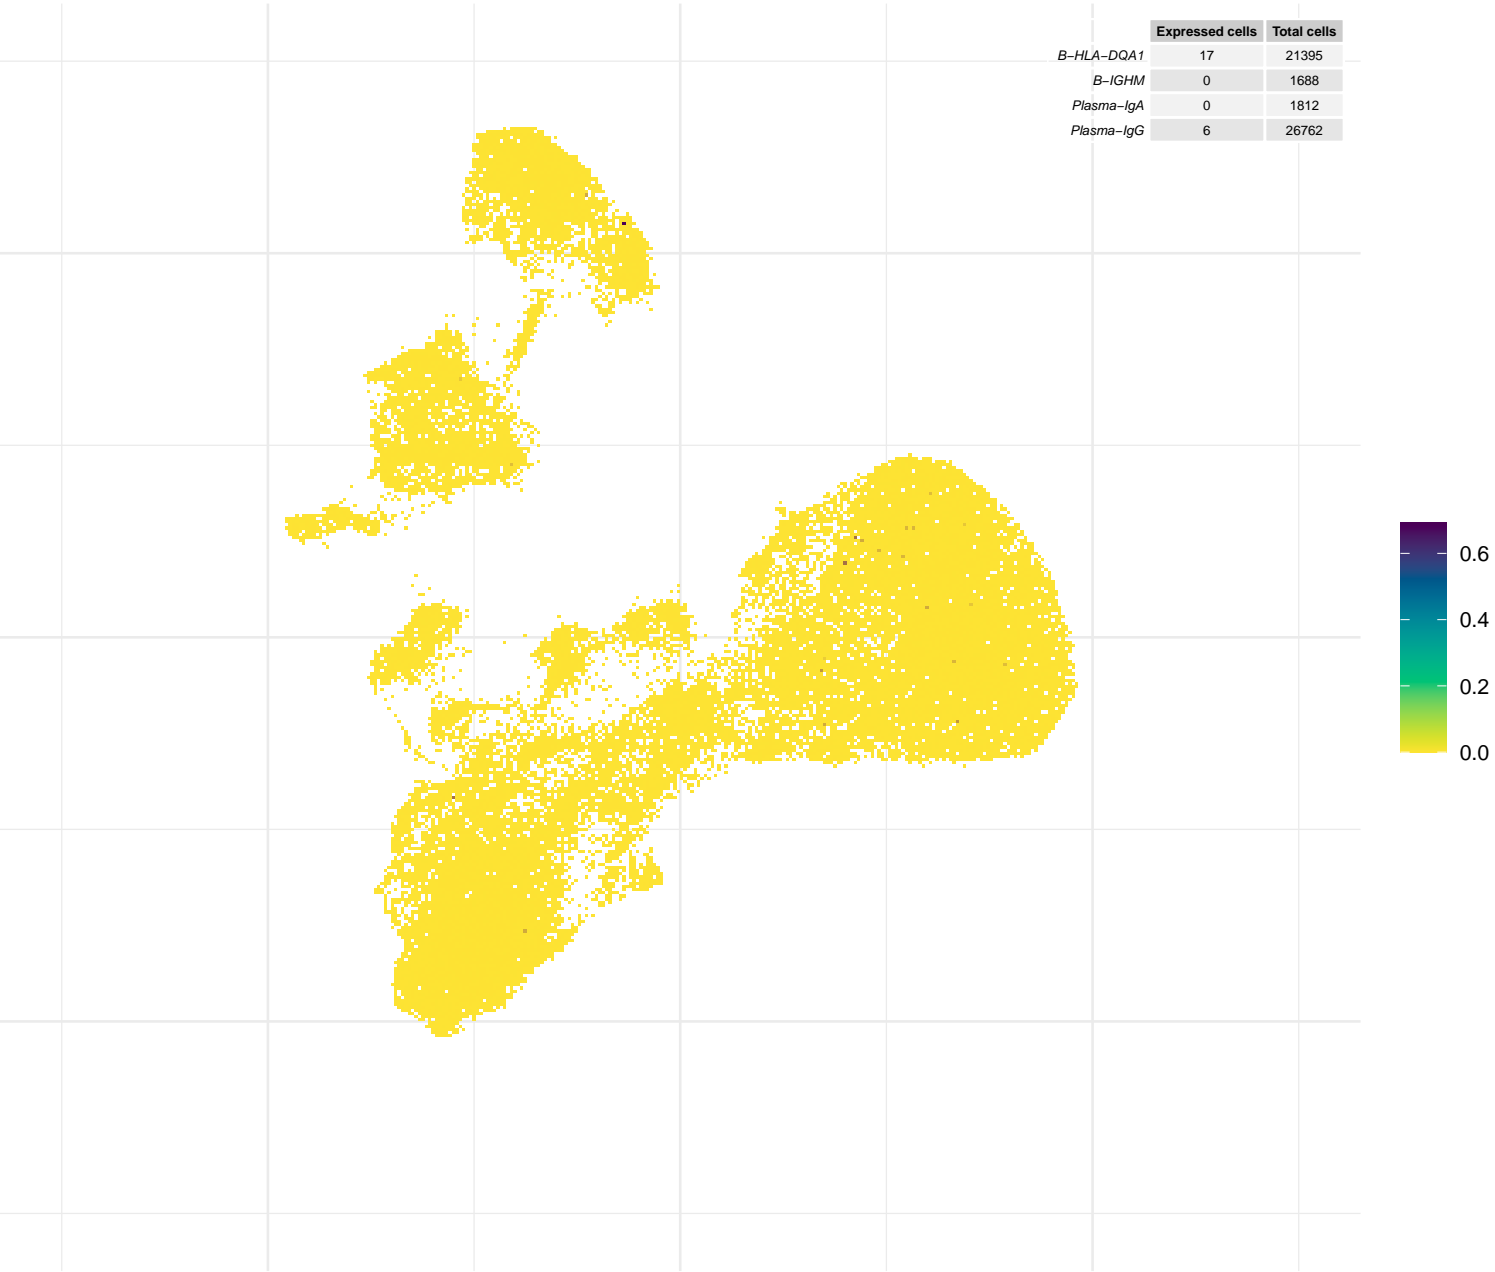 Expressed cells Total cells
B−HLA−DQA1 17 21395
B−IGHM 0 1688
Plasma−IgA 0 1812
Plasma−IgG 6 26762
0.6
0.4
0.2
0.0